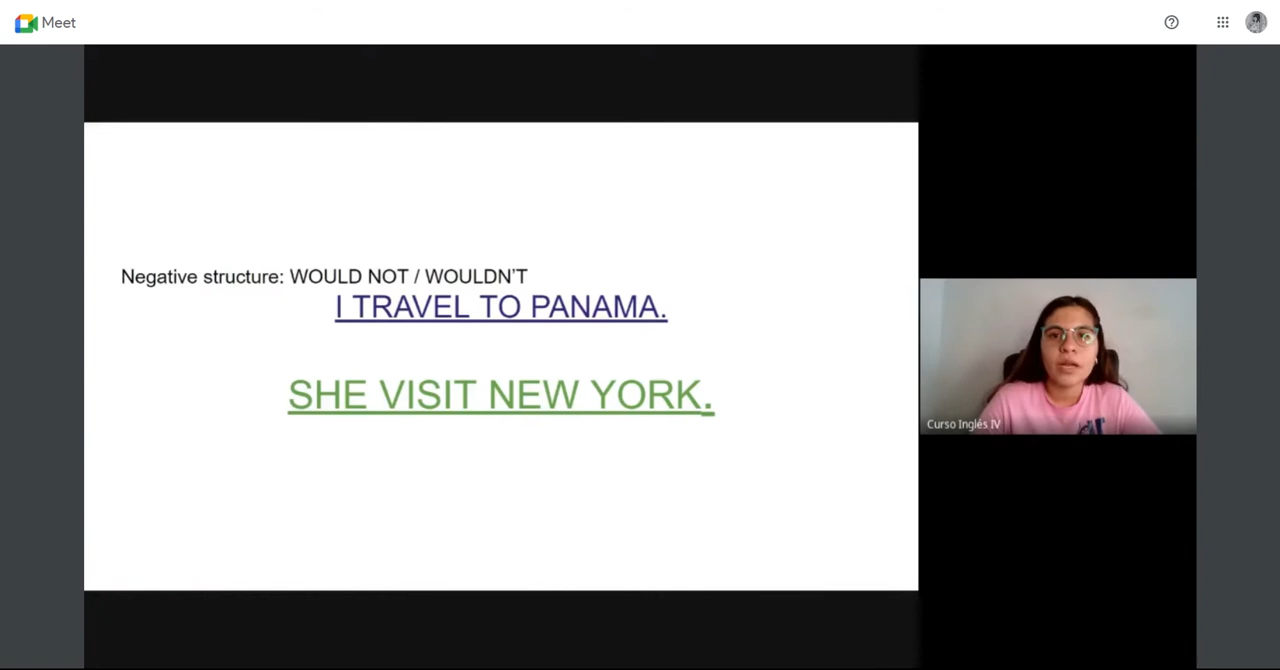 Meet
Negative structure: WOULD NOT / WOULDN'T
I TRAVEL TO PANAMA.
SHE VISIT NEW YORK.
Curso Inglés IV